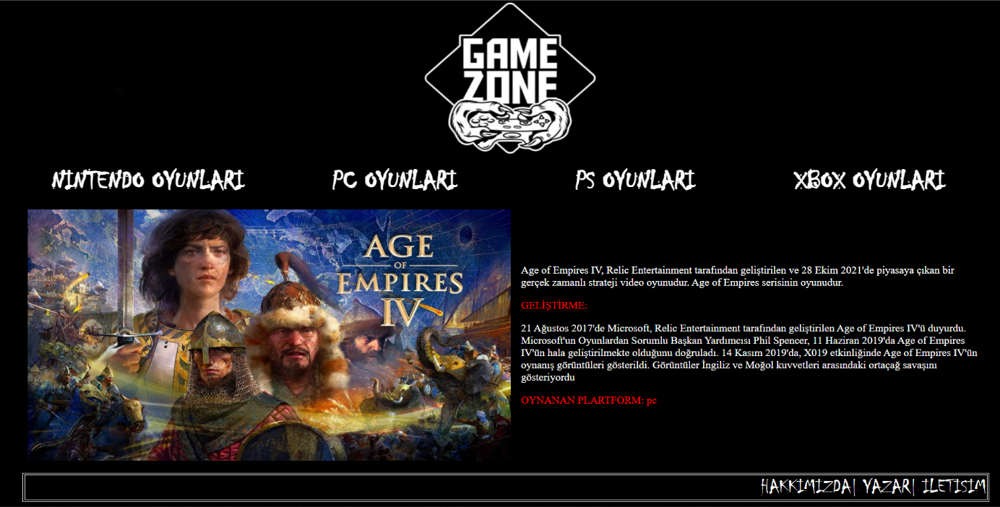 GAME
ZONE
NINTENDO OYUNLARI PC OYUNLARI PS OYUNLARI XBOX OYUNLARI
AGE
OF
EMPIRES
IV
Age of Empires IV, Relic Entertainment tarafından geliştirilen ve 28 Ekim 2021'de piyasaya çıkan bir
gerçek zamanlı strateji video oyunudur. Age of Empires serisinin oyunudur.
GELİŞTİRME:
21 Ağustos 2017'de Microsoft, Relic Entertainment tarafından geliştirilen Age of Empires IV'ü duyurdu.
Microsoft'un Oyunlardan Sorumlu Başkan Yardımcısı Phil Spencer, 11 Haziran 2019'da Age of Empires
IV'ün hala geliştirilmekte olduğunu doğruladı. 14 Kasım 2019'da, X019 etkinliğinde Age of Empires IV'ün
oynanış görüntüleri gösterildi. Görüntüler İngiliz ve Moğol kuvvetleri arasındaki ortaçağ savaşını
gösteriyordu
OYNANAN PLARTFORM: pc
HAKKIMIZDA| YAZAR| ILETISIM